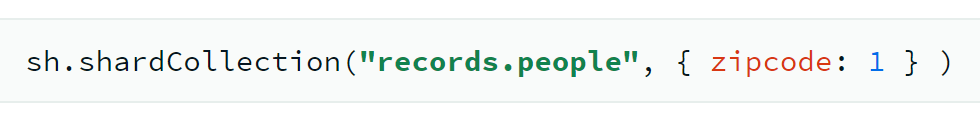 sh.shardCollection("records.people", { zipcode: 1 } )